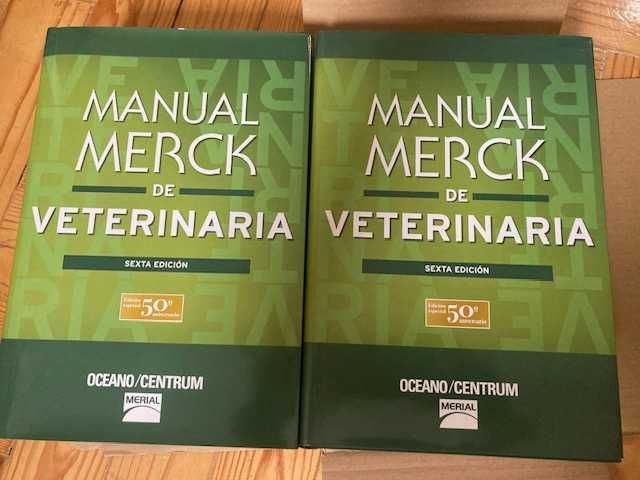 MANUAL
MERCK
DE
VETERINARIA
SEXTA EDICIÓN
Edición
especial
50º
aniversario
OCEANO/CENTRUM
MERIAL
MANUAL
MERCK
DE
VETERINARIA
SEXTA EDICIÓN
Edición
especial
50º
aniversario
OCEANO/CENTRUM
MERIAL